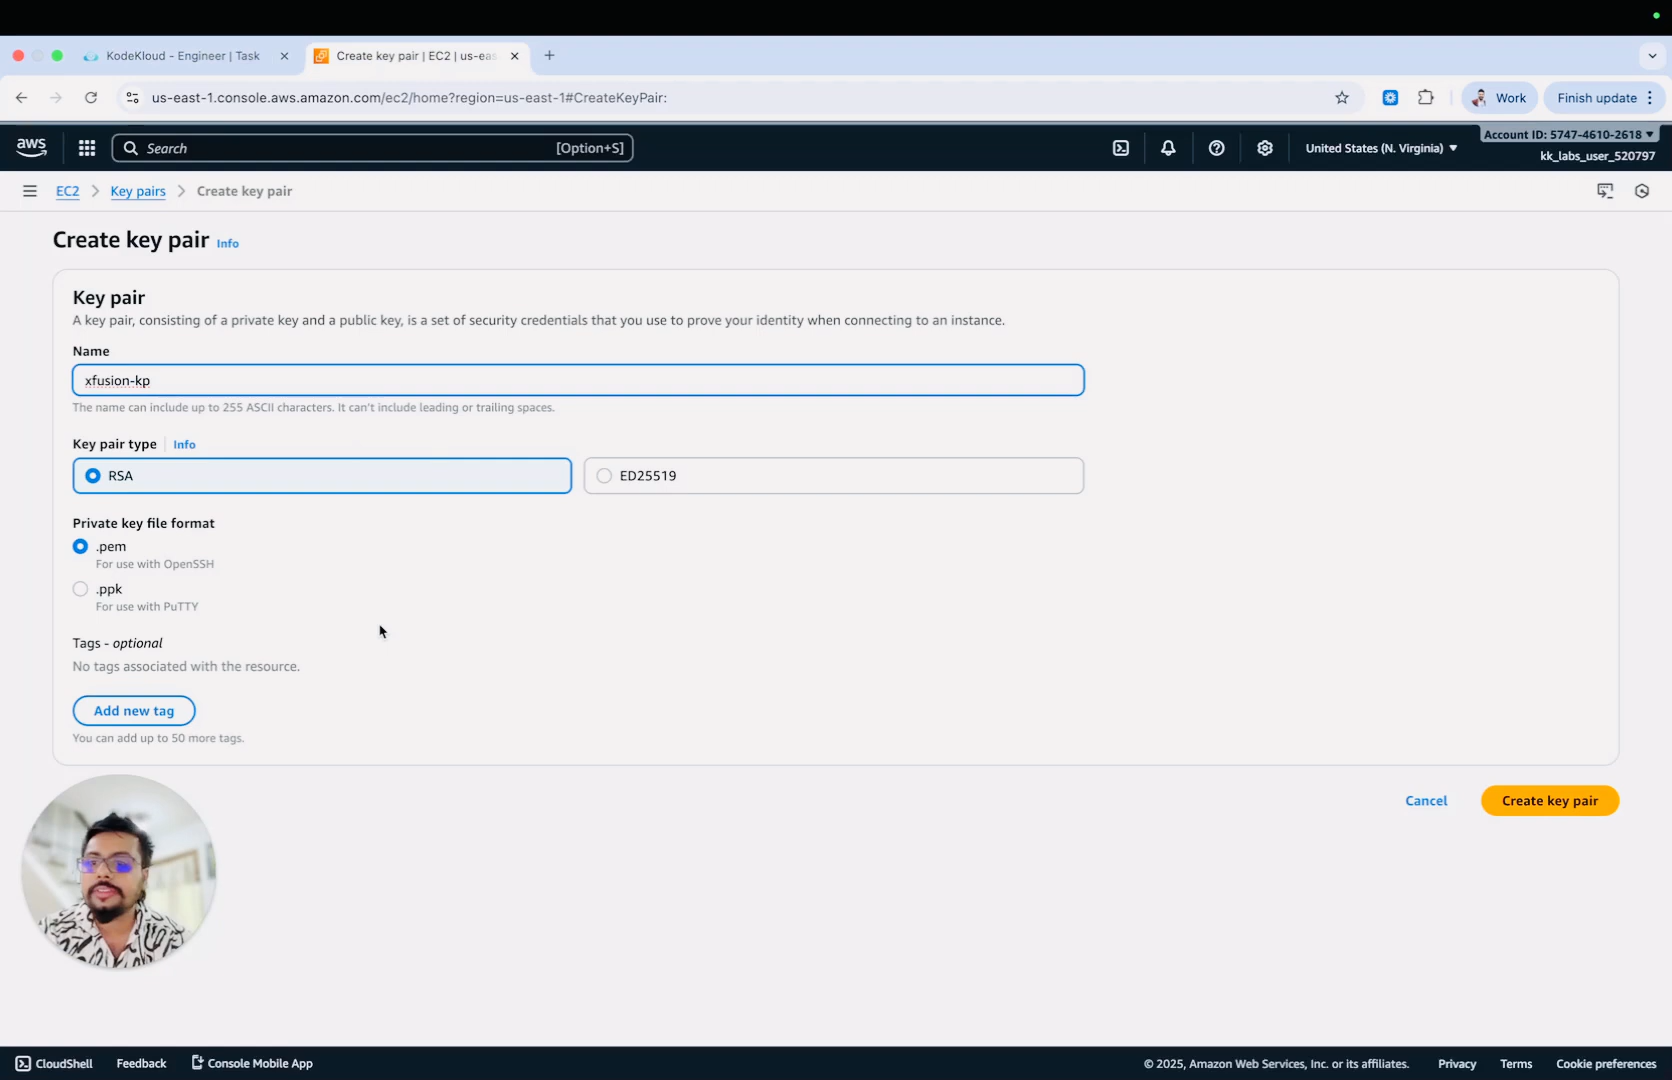 KodeKloud - Engineer | Task
Create key pair | EC2 | us-eas
us-east-1.console.aws.amazon.com/ec2/home?region=us-east-1#CreateKeyPair:
Work
Finish update
aws
Search
[Option+S]
United States (N. Virginia)
Account ID: 5747-4610-2618
kk_labs_user_520797
EC2
Key pairs
Create key pair
Create key pair Info
Key pair
A key pair, consisting of a private key and a public key, is a set of security credentials that you use to prove your identity when connecting to an instance.
Name
xfusion-kp
The name can include up to 255 ASCII characters. It can't include leading or trailing spaces.
Key pair type Info
RSA
ED25519
Private key file format
.pem
For use with OpenSSH
.ppk
For use with PuTTY
Tags - optional
No tags associated with the resource.
Add new tag
You can add up to 50 more tags.
Cancel
Create key pair
CloudShell
Feedback
Console Mobile App
© 2025, Amazon Web Services, Inc. or its affiliates.
Privacy
Terms
Cookie preferences